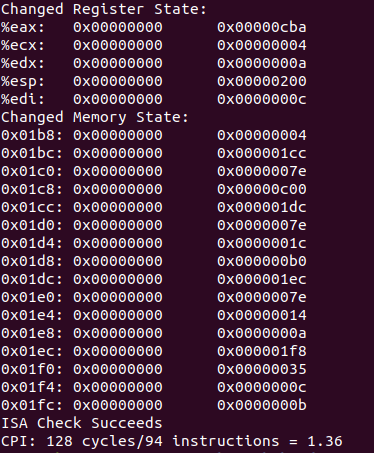 Changed Register State:
%eax:   0x00000000      0x00000cba
%ecx:   0x00000000      0x00000004
%edx:   0x00000000      0x0000000a
%esp:   0x00000000      0x00000200
%edi:   0x00000000      0x0000000c
Changed Memory State:
0x01b8: 0x00000000      0x00000004
0x01bc: 0x00000000      0x000001cc
0x01c0: 0x00000000      0x0000007e
0x01c8: 0x00000000      0x00000c00
0x01cc: 0x00000000      0x000001dc
0x01d0: 0x00000000      0x0000007e
0x01d4: 0x00000000      0x0000001c
0x01d8: 0x00000000      0x000000b0
0x01dc: 0x00000000      0x000001ec
0x01e0: 0x00000000      0x0000007e
0x01e4: 0x00000000      0x00000014
0x01e8: 0x00000000      0x0000000a
0x01ec: 0x00000000      0x000001f8
0x01f0: 0x00000000      0x00000035
0x01f4: 0x00000000      0x0000000c
0x01fc: 0x00000000      0x0000000b
ISA Check Succeeds
CPI: 128 cycles/94 instructions = 1.36